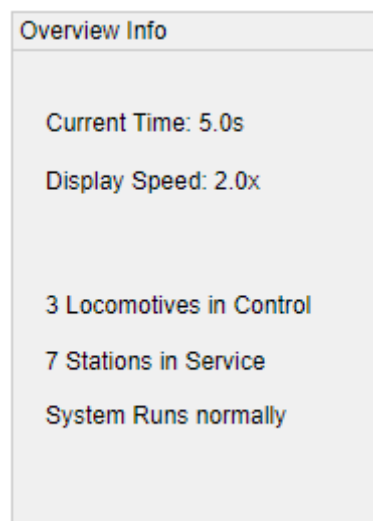 Overview Info
Current Time: 5.0s
Display Speed: 2.0x
3 Locomotives in Control
7 Stations in Service
System Runs normally